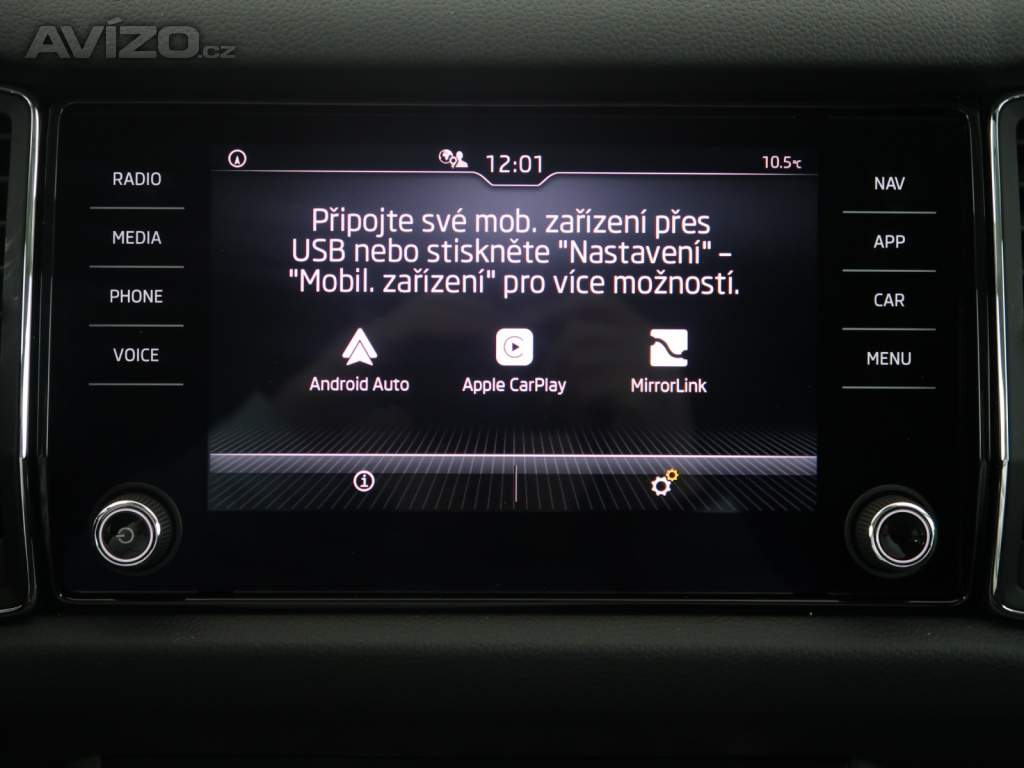 AVÍZO.cz
12:01
10.5°C
RADIO
MEDIA
PHONE
VOICE
Připojte své mob. zařízení přes
USB nebo stiskněte "Nastavení" –
"Mobil. zařízení" pro více možností.
Android Auto
Apple CarPlay
MirrorLink
NAV
APP
CAR
MENU